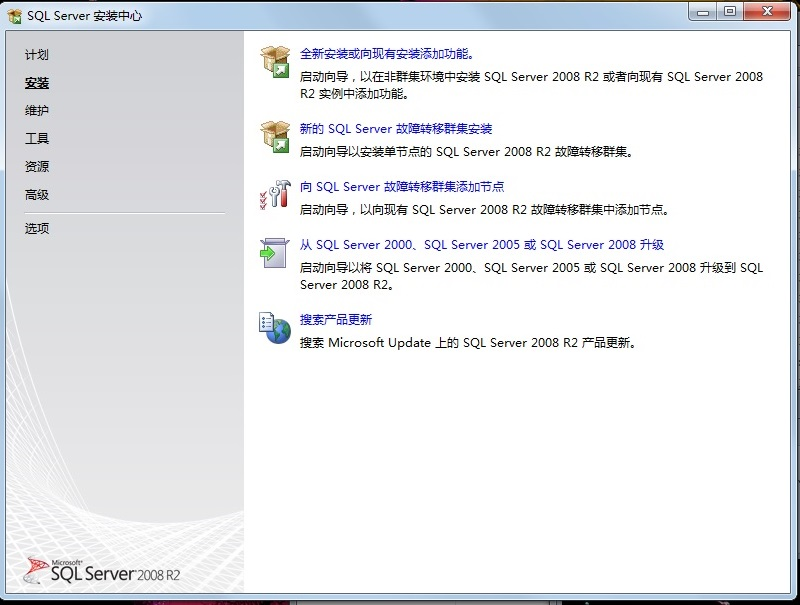 SQL Server 安装中心
计划
安装
维护
工具
资源
高级
选项
全新安装或向现有安装添加功能。
启动向导，以在非群集环境中安装 SQL Server 2008 R2 或者向现有 SQL Server 2008
R2 实例中添加功能。
新的 SQL Server 故障转移群集安装
启动向导以安装单节点的 SQL Server 2008 R2 故障转移群集。
向 SQL Server 故障转移群集添加节点
启动向导，以向现有 SQL Server 2008 R2 故障转移群集中添加节点。
从 SQL Server 2000、SQL Server 2005 或 SQL Server 2008 升级
启动向导以将 SQL Server 2000、SQL Server 2005 或 SQL Server 2008 升级到 SQL
Server 2008 R2。
搜索产品更新
搜索 Microsoft Update 上的 SQL Server 2008 R2 产品更新。
Microsoft
SQL Server 2008 R2